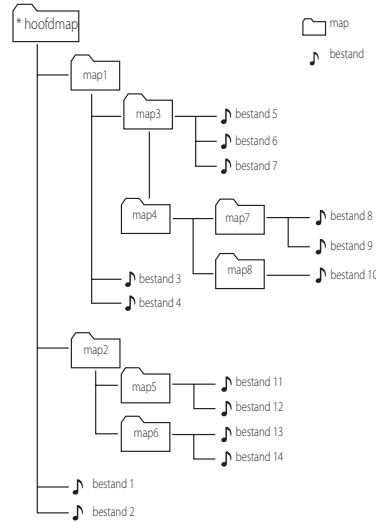 * hoofdmap
map
bestand
map1
map3
bestand 5
bestand 6
bestand 7
map4
map7
bestand 8
bestand 9
map8
bestand 10
bestand 3
bestand 4
map2
map5
bestand 11
bestand 12
map6
bestand 13
bestand 14
bestand 1
bestand 2